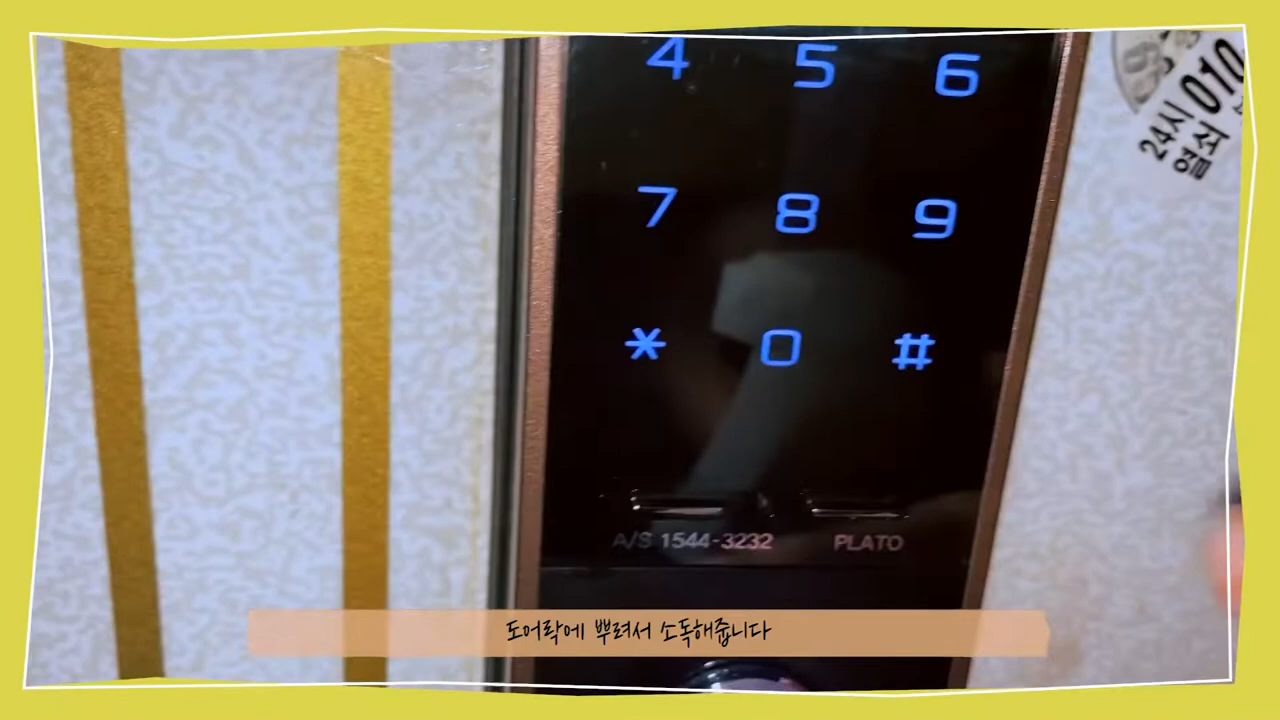 4 5 6
24시 010
열쇠
7 8 9
* 0 #
A/S 1544-3232 PLATO
도어락에 뿌려서 소독해줍니다